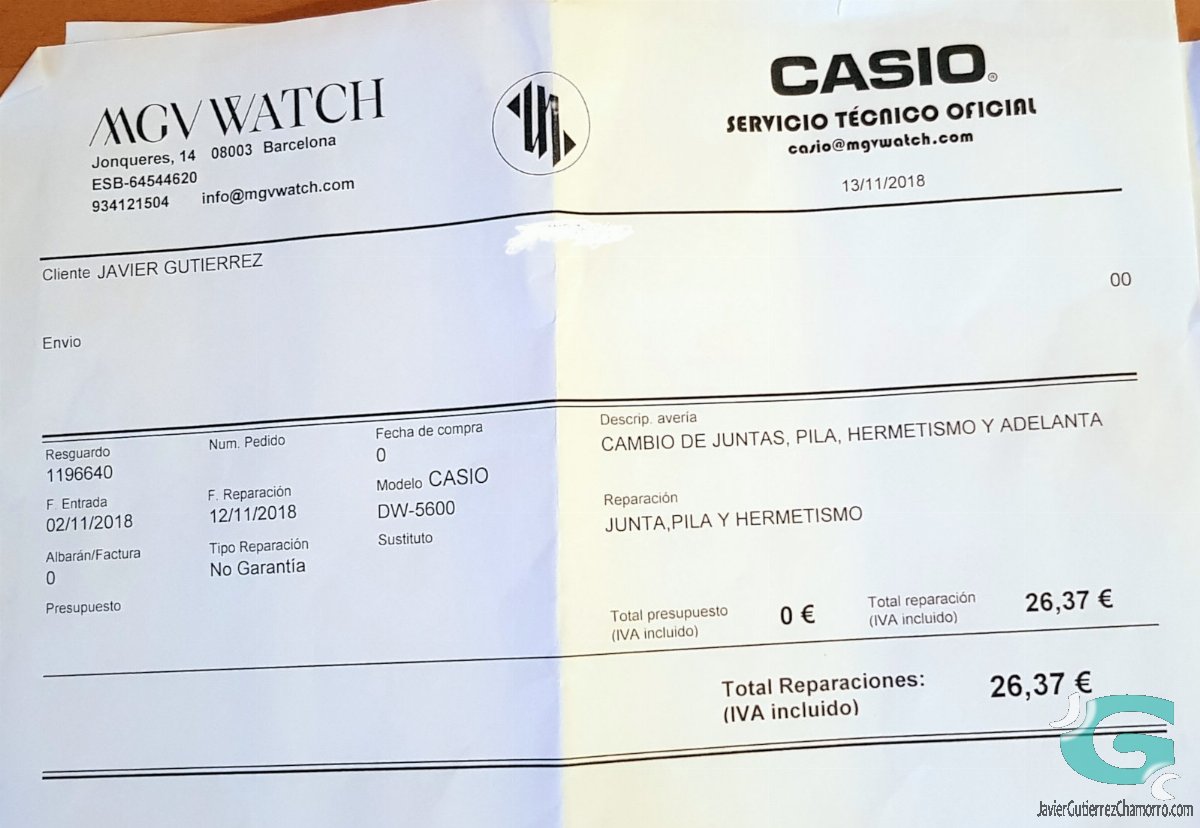 MGV WATCH
Jonqueres, 14 08003 Barcelona
ESB-64544620
934121504 info@mgvwatch.com
CASIO®
SERVICIO TÉCNICO OFICIAL
casio@mgvwatch.com
13/11/2018
Cliente JAVIER GUTIERREZ
00
Envio
Resguardo
1196640
Num. Pedido
Fecha de compra
0
F. Entrada
02/11/2018
F. Reparación
12/11/2018
Modelo CASIO
DW-5600
Albarán/Factura
0
Tipo Reparación
No Garantía
Sustituto
Presupuesto
Descrip. avería
CAMBIO DE JUNTAS, PILA, HERMETISMO Y ADELANTA
Reparación
JUNTA,PILA Y HERMETISMO
Total presupuesto
(IVA incluido)
0 €
Total reparación
(IVA incluido)
26,37 €
Total Reparaciones:
(IVA incluido)
26,37 €
G
JavierGutierrezChamorro.com